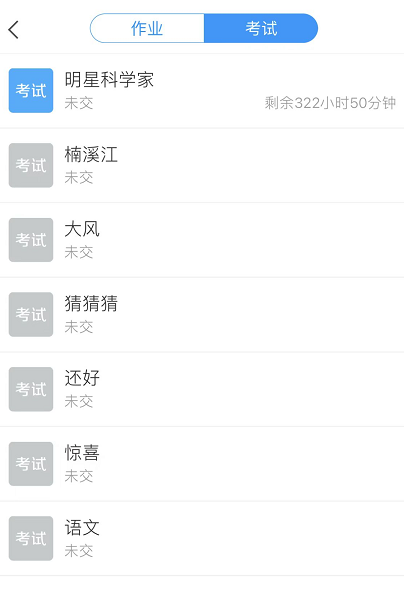 作业 考试
考试 明星科学家
未交 剩余322小时50分钟
考试 楠溪江
未交
考试 大风
未交
考试 猜猜猜
未交
考试 还好
未交
考试 惊喜
未交
考试 语文
未交